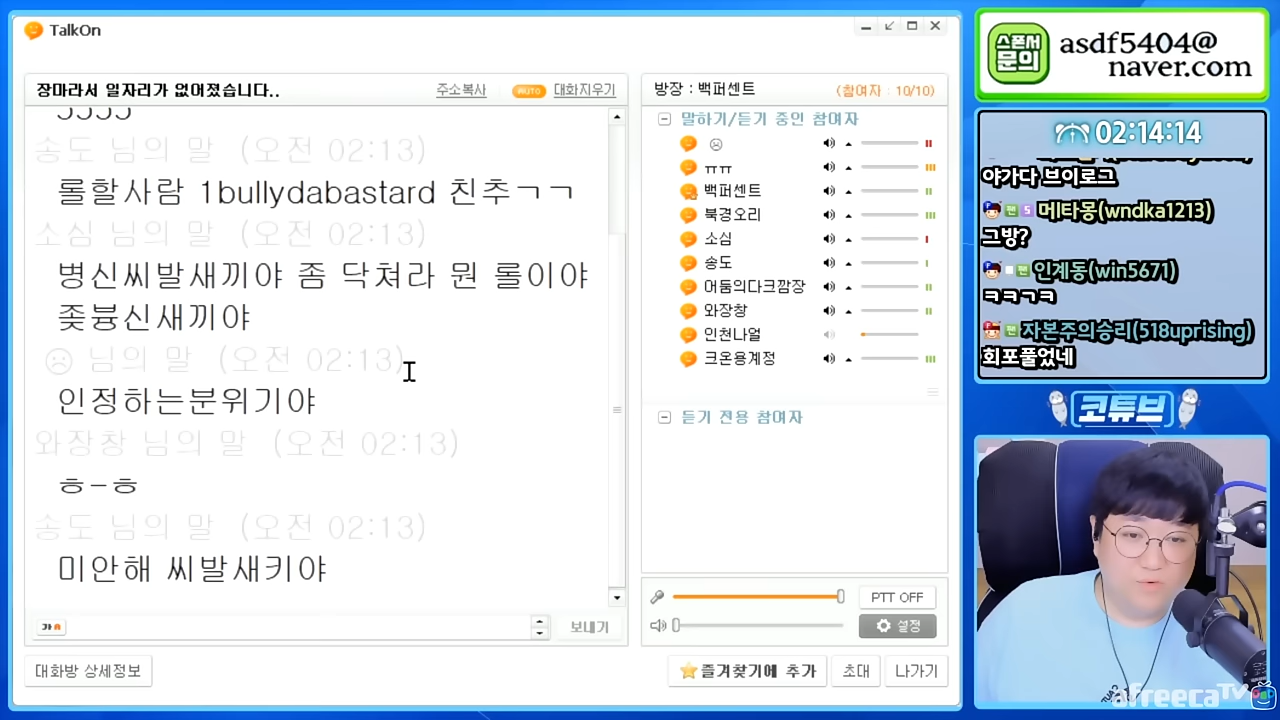 TalkOn
장마라서 일자리가 없어졌습니다..
주소복사
AUTO
대화지우기
5555
송도 님의 말 (오전 02:13)
롤할사람 1bullydabastard 친추ㄱㄱ
소심 님의 말 (오전 02:13)
병신씨발새끼야 좀 닥쳐라 뭔 롤이야
좆븅신새끼야
☹ 님의 말 (오전 02:13)
인정하는분위기야
와장창 님의 말 (오전 02:13)
ㅎ-ㅎ
송도 님의 말 (오전 02:13)
미안해 씨발새키야
가
보내기
대화방 상세정보
방장 : 백퍼센트
(참여자 : 10/10)
말하기/듣기 중인 참여자
☹
ㅠㅠ
백퍼센트
북경오리
소심
송도
어둠의다크깜장
와장창
인천나얼
크온용계정
듣기 전용 참여자
PTT OFF
설정
즐겨찾기에 추가
초대
나가기
스폰서
문의
asdf5404@
naver.com
02:14:14
야가다 브이로그
팬 5 메타몽(wndka1213)
그방?
팬 인계동(win5671)
ㅋㅋㄱㅋ
팬 자본주의승리(518uprising)
회포풀었네
코튜브
afreecaTV